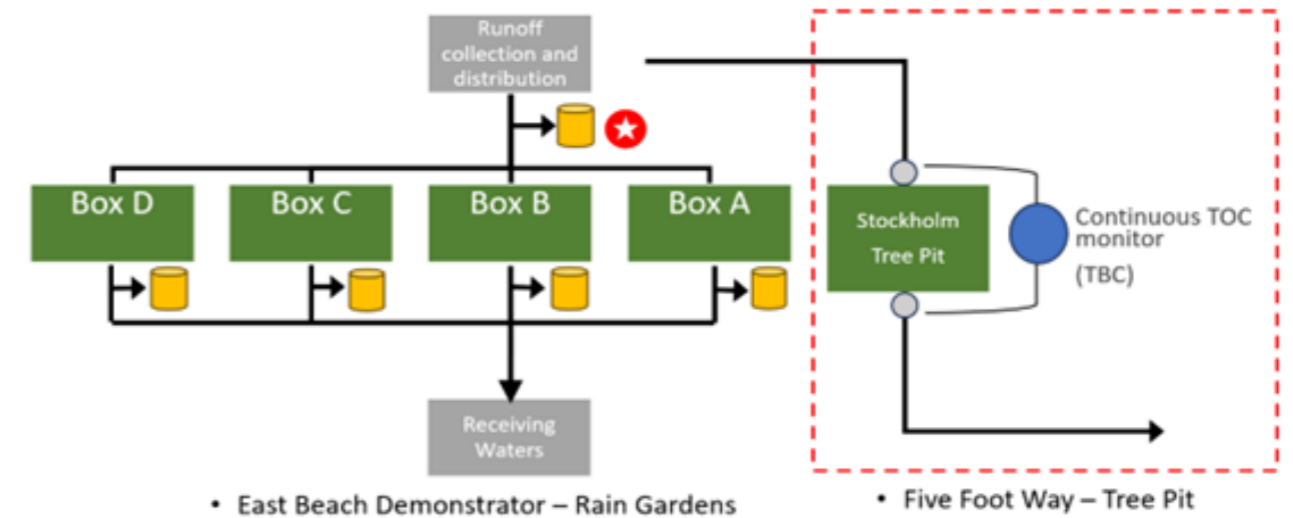 Runoff
collection and
distribution
Box D
Box C
Box B
Box A
Stockholm
Tree Pit
Continuous TOC
monitor
(TBC)
Receiving
Waters
• East Beach Demonstrator – Rain Gardens
• Five Foot Way – Tree Pit